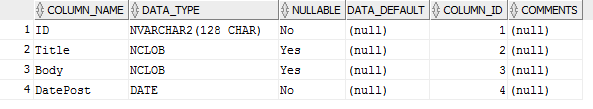 COLUMN_NAME DATA_TYPE NULLABLE DATA_DEFAULT COLUMN_ID COMMENTS
1 ID NVARCHAR2(128 CHAR) No (null) 1 (null)
2 Title NCLOB Yes (null) 2 (null)
3 Body NCLOB Yes (null) 3 (null)
4 DatePost DATE No (null) 4 (null)